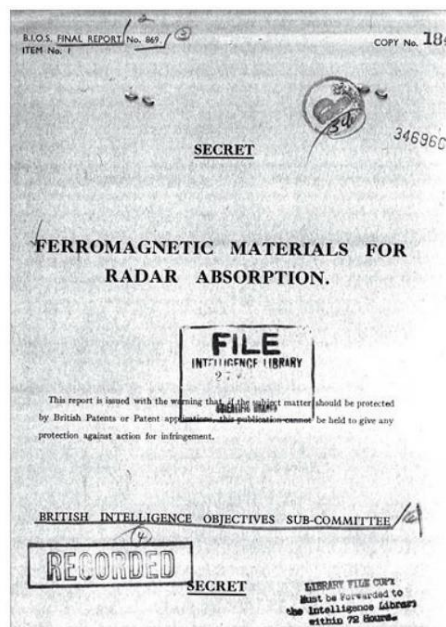 B.I.O.S. FINAL REPORT No. 869.
ITEM No. 1
COPY No. 184
34696C
SECRET
FERROMAGNETIC MATERIALS FOR
RADAR ABSORPTION.
FILE
INTELLIGENCE LIBRARY
This report is issued with the warning that, if the subject matter should be protected
by British Patents or Patent applications, this publication cannot be held to give any
protection against action for infringement.
BRITISH INTELLIGENCE OBJECTIVES SUB-COMMITTEE
(4)
RECORDED
SECRET
LIBRARY FILE COPY
Must be Forwarded to
the Intelligence Library
within 72 Hours.